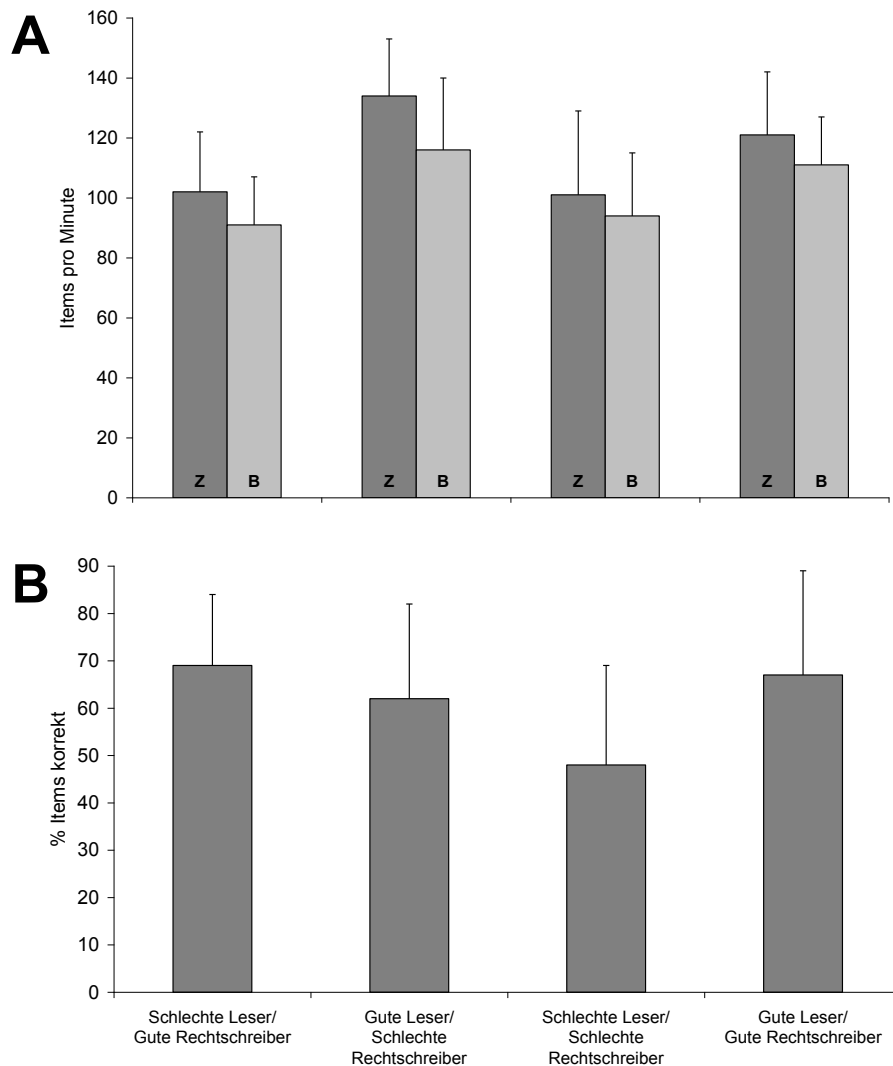 A
160
140
120
100
80
60
40
20
0
Items pro Minute
Z B Z B Z B Z B
B
90
80
70
60
50
40
30
20
10
0
% Items korrekt
Schlechte Leser/
Gute Rechtschreiber
Gute Leser/
Schlechte
Rechtschreiber
Schlechte Leser/
Schlechte
Rechtschreiber
Gute Leser/
Gute Rechtschreiber